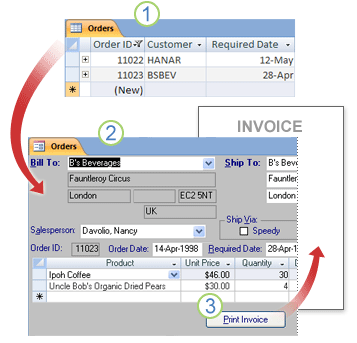 1
Orders
Order ID Customer Required Date
11022 HANAR 12-May
11023 BSBEV 28-Apr
(New)
INVOICE
2
Orders
Bill To: B's Beverages Ship To: B's Beve
Fauntleroy Circus Fauntler
London EC2 5NT London
UK
Ship Via:
Salesperson: Davolio, Nancy Speedy
Order ID: 11023 Order Date: 14-Apr-1998 Required Date: 28-Apr-1
Product Unit Price Quantity
Ipoh Coffee $46.00 30
Uncle Bob's Organic Dried Pears $30.00 4
3
Print Invoice